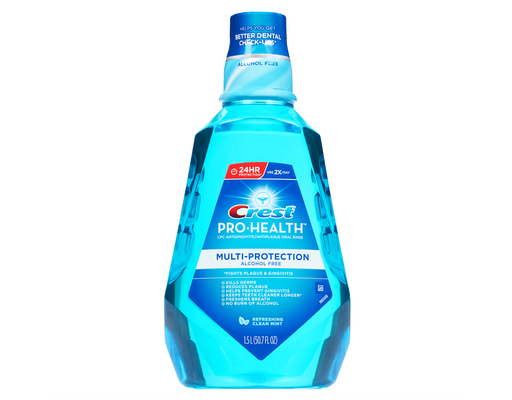 HELPS YOU GET
BETTER DENTAL
CHECK-UPS*
ALCOHOL FREE
24HR
PROTECTION*
USE 2X/DAY
Crest
PRO-HEALTH™
CPC ANTIGINGIVITIS/ANTIPLAQUE ORAL RINSE
MULTI-PROTECTION
ALCOHOL FREE
*FIGHTS PLAQUE & GINGIVITIS
KILLS GERMS
REDUCES PLAQUE
HELPS PREVENT GINGIVITIS
KEEPS TEETH CLEANER LONGER*
FRESHENS BREATH
NO BURN OF ALCOHOL
REFRESHING
CLEAN MINT
1.5 L (50.7 FL OZ)